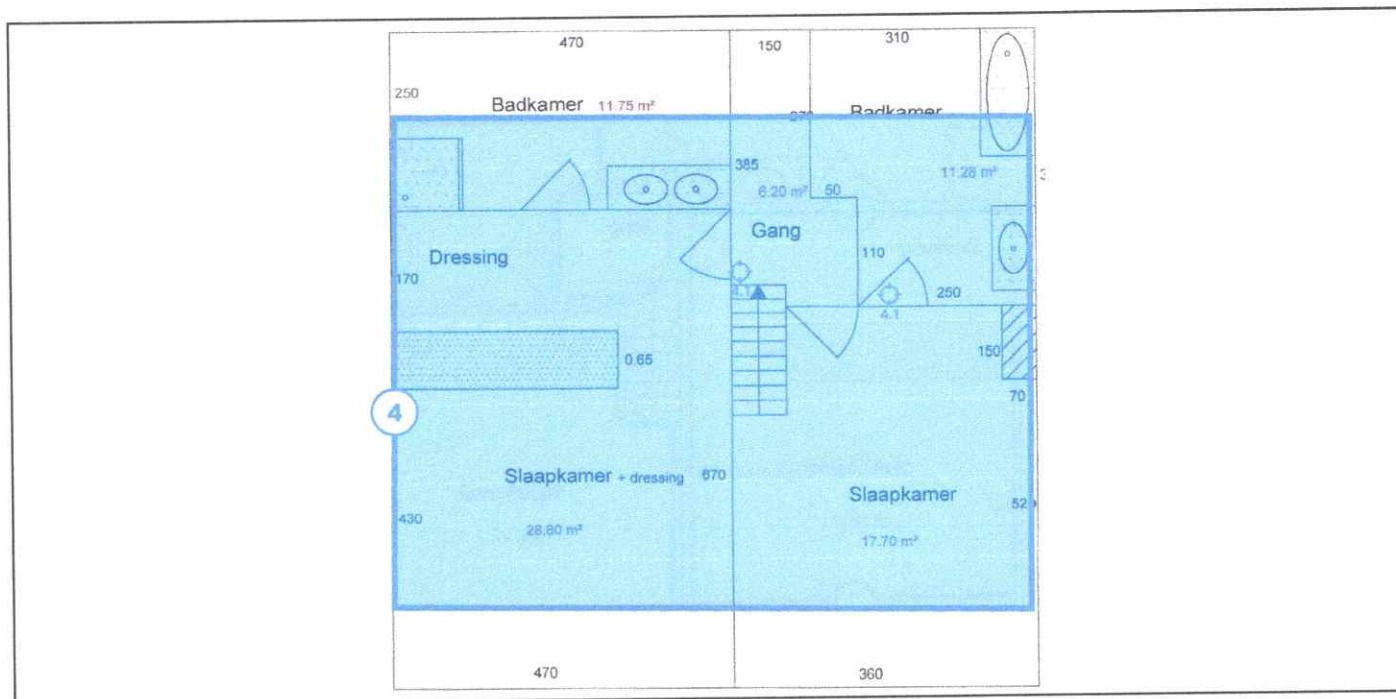 470
150
310
250
Badkamer 11.75 m²
Badkamer
385
6.20 m²
50
11.28 m²
Gang
Dressing
110
170
4.1
250
4.1
0.65
150
70
4
Slaapkamer + dressing
670
Slaapkamer
430
28.80 m²
17.70 m²
470
360